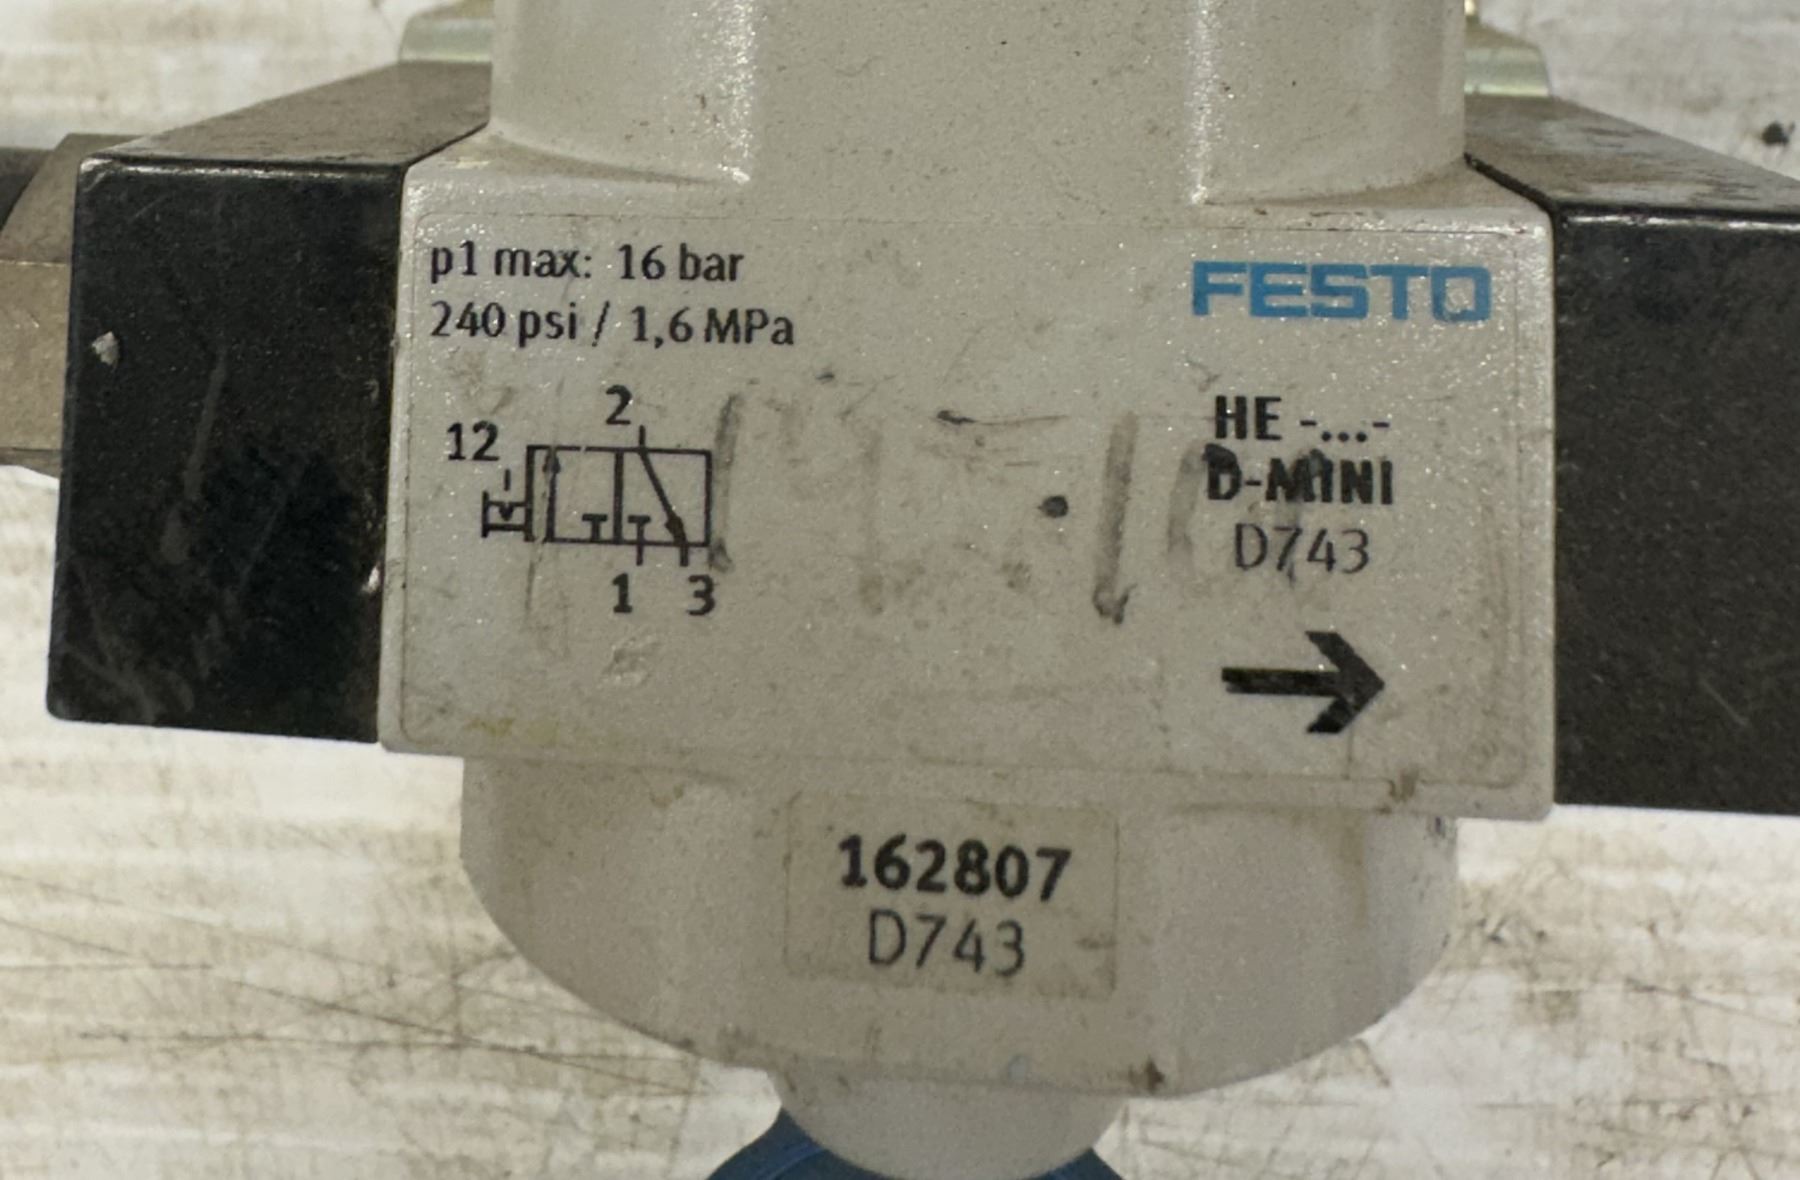 p1 max: 16 bar
240 psi / 1,6 MPa
FESTO
12
2
1 3
HE -...-
D-MINI
D743
162807
D743